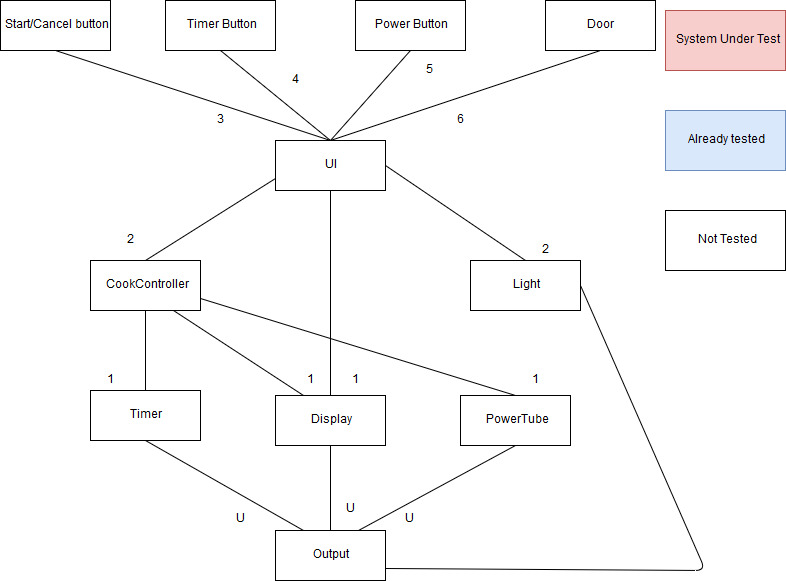 Start/Cancel button
Timer Button
Power Button
Door
System Under Test
3
4
5
6
Already tested
UI
2
2
Not Tested
CookController
Light
1
1
1
1
Timer
Display
PowerTube
U
U
U
Output